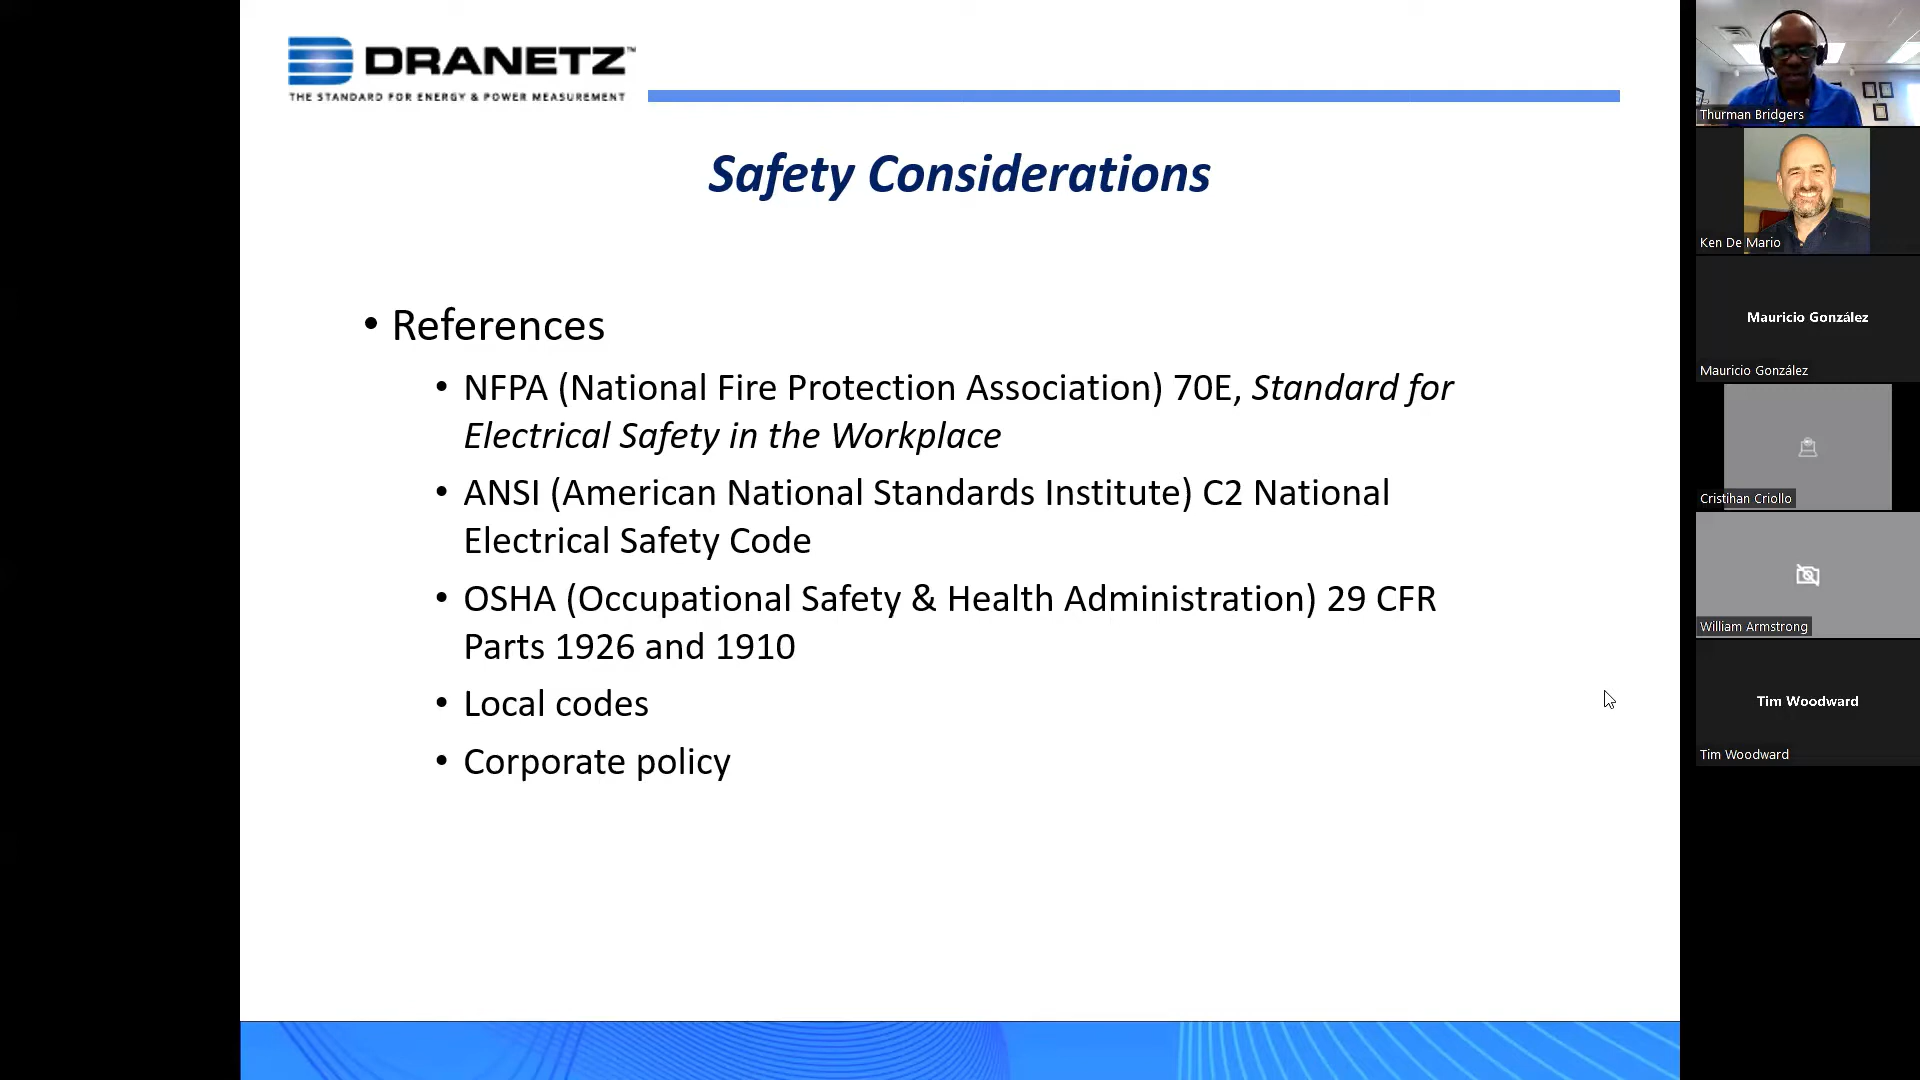 DRANETZ™
THE STANDARD FOR ENERGY & POWER MEASUREMENT
Safety Considerations
• References
• NFPA (National Fire Protection Association) 70E, Standard for
Electrical Safety in the Workplace
• ANSI (American National Standards Institute) C2 National
Electrical Safety Code
• OSHA (Occupational Safety & Health Administration) 29 CFR
Parts 1926 and 1910
• Local codes
• Corporate policy
Thurman Bridgers
Ken De Mario
Mauricio González
Mauricio González
Cristihan Criollo
William Armstrong
Tim Woodward
Tim Woodward